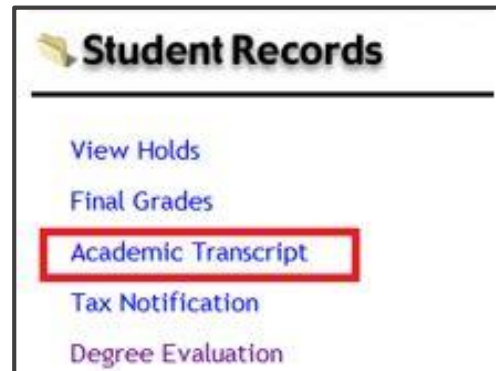 Student Records
View Holds
Final Grades
Academic Transcript
Tax Notification
Degree Evaluation